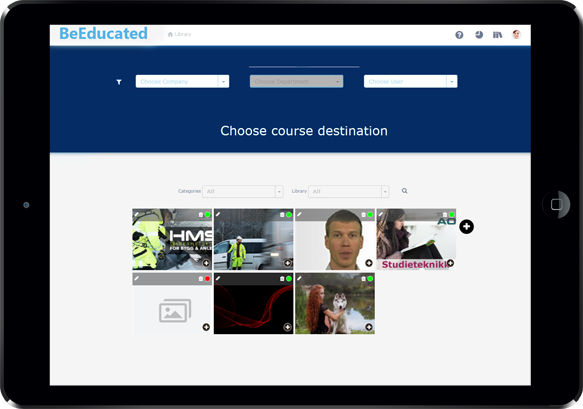 BeEducated
Library
Choose Company
Choose Department
Choose User
Choose course destination
Categories All Library All
HMS
FOR BYGG & ANLE
Studieteknikk